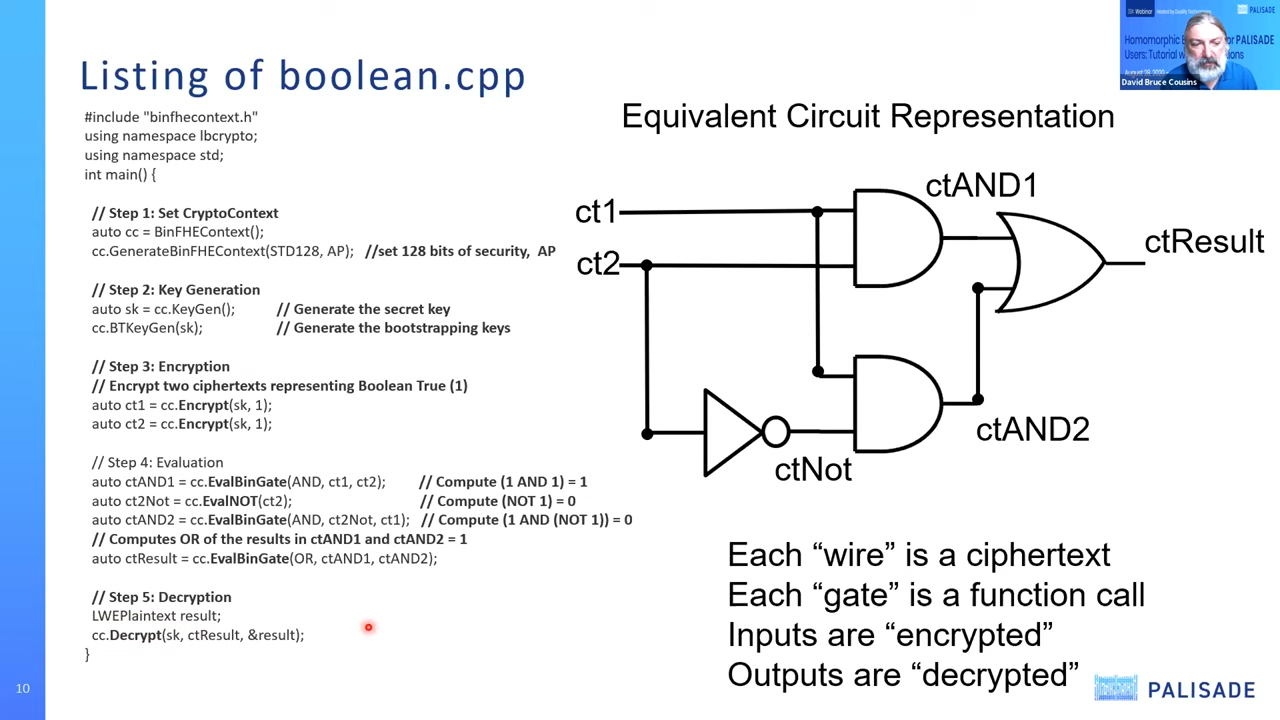 Listing of boolean.cpp
#include "binfhecontext.h"
using namespace lbcrypto;
using namespace std;
int main() {
// Step 1: Set CryptoContext
auto cc = BinFHEContext();
cc.GenerateBinFHEContext(STD128, AP); //set 128 bits of security, AP
// Step 2: Key Generation
auto sk = cc.KeyGen(); // Generate the secret key
cc.BTKeyGen(sk); // Generate the bootstrapping keys
// Step 3: Encryption
// Encrypt two ciphertexts representing Boolean True (1)
auto ct1 = cc.Encrypt(sk, 1);
auto ct2 = cc.Encrypt(sk, 1);
// Step 4: Evaluation
auto ctAND1 = cc.EvalBinGate(AND, ct1, ct2); // Compute (1 AND 1) = 1
auto ct2Not = cc.EvalNOT(ct2); // Compute (NOT 1) = 0
auto ctAND2 = cc.EvalBinGate(AND, ct2Not, ct1); // Compute (1 AND (NOT 1)) = 0
// Computes OR of the results in ctAND1 and ctAND2 = 1
auto ctResult = cc.EvalBinGate(OR, ctAND1, ctAND2);
// Step 5: Decryption
LWEPlaintext result;
cc.Decrypt(sk, ctResult, &result);
}
10
Equivalent Circuit Representation
ct1
ct2
ctAND1
ctResult
ctAND2
ctNot
Each “wire” is a ciphertext
Each “gate” is a function call
Inputs are “encrypted”
Outputs are “decrypted”
PALISADE
Webinar
PALISADE
Homomorphic PALISADE
Users: Tutorial
David Bruce Cousins